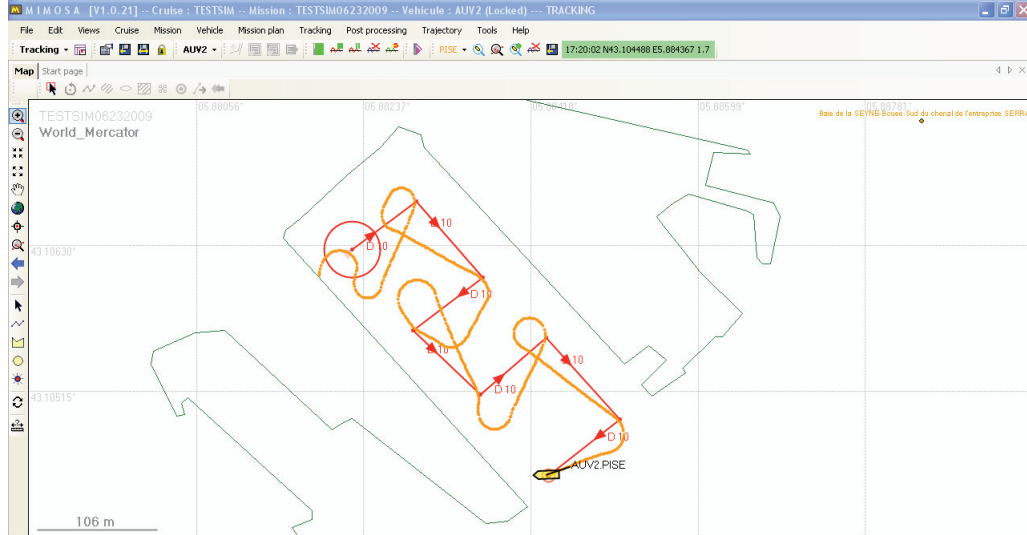 M I M O S A [V1.0.21] -- Cruise : TESTSIM -- Mission : TESTSIM06232009 -- Vehicule : AUV2 (Locked) --- TRACKING
File Edit Views Cruise Mission Vehicle Mission plan Tracking Post processing Trajectory Tools Help
Tracking AUV2 PISE 17:20:02 N43.104488 E5.884367 1.7
Map Start page
05.88056° 05.88237° 05.88418° 05.88599° 05.88781°
TESTSIM06232009
World_Mercator
Baie de la SEYNE-Bouee Sud du chenal de l'entreprise SERRA
D 10
D 10
43.10630°
D 10
D 10
D 10
D 10
43.10515°
D 10
AUV2.PISE
106 m